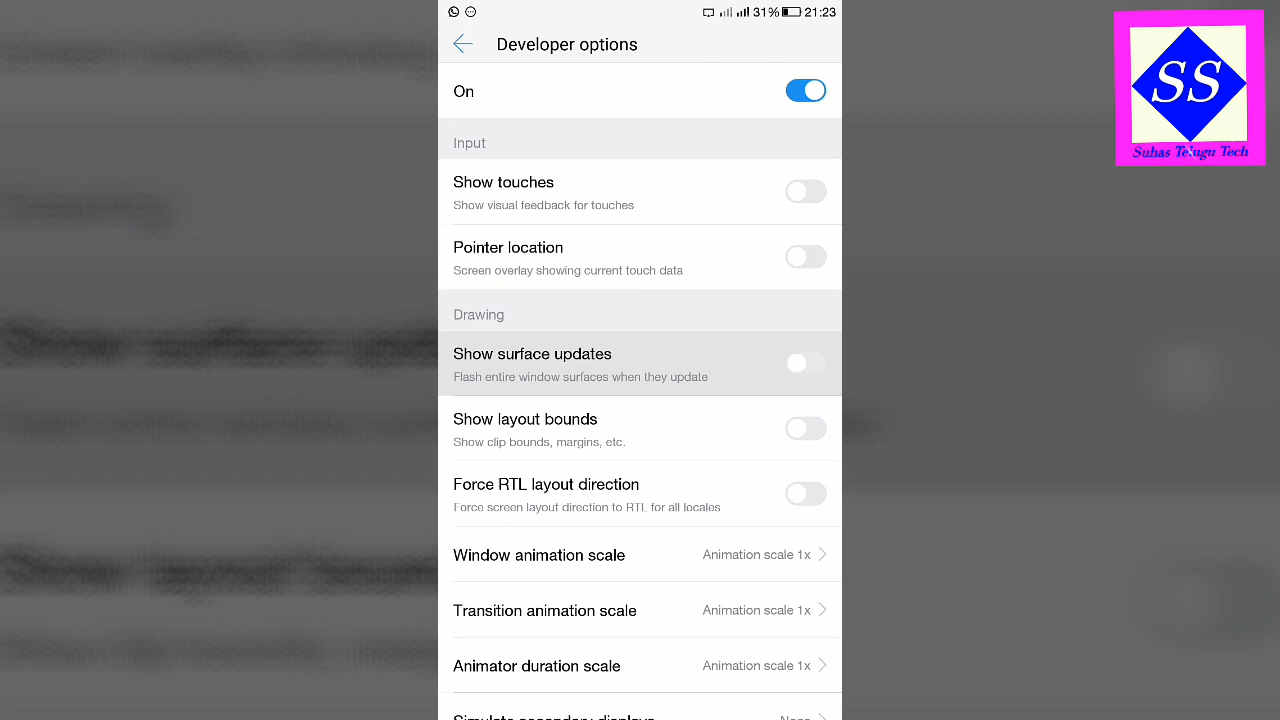 31% 21:23
Developer options
On
Input
Show touches
Show visual feedback for touches
Pointer location
Screen overlay showing current touch data
Drawing
Show surface updates
Flash entire window surfaces when they update
Show layout bounds
Show clip bounds, margins, etc.
Force RTL layout direction
Force screen layout direction to RTL for all locales
Window animation scale Animation scale 1x
Transition animation scale Animation scale 1x
Animator duration scale Animation scale 1x
Simulate secondary displays None
SS
Suhas Telugu Tech